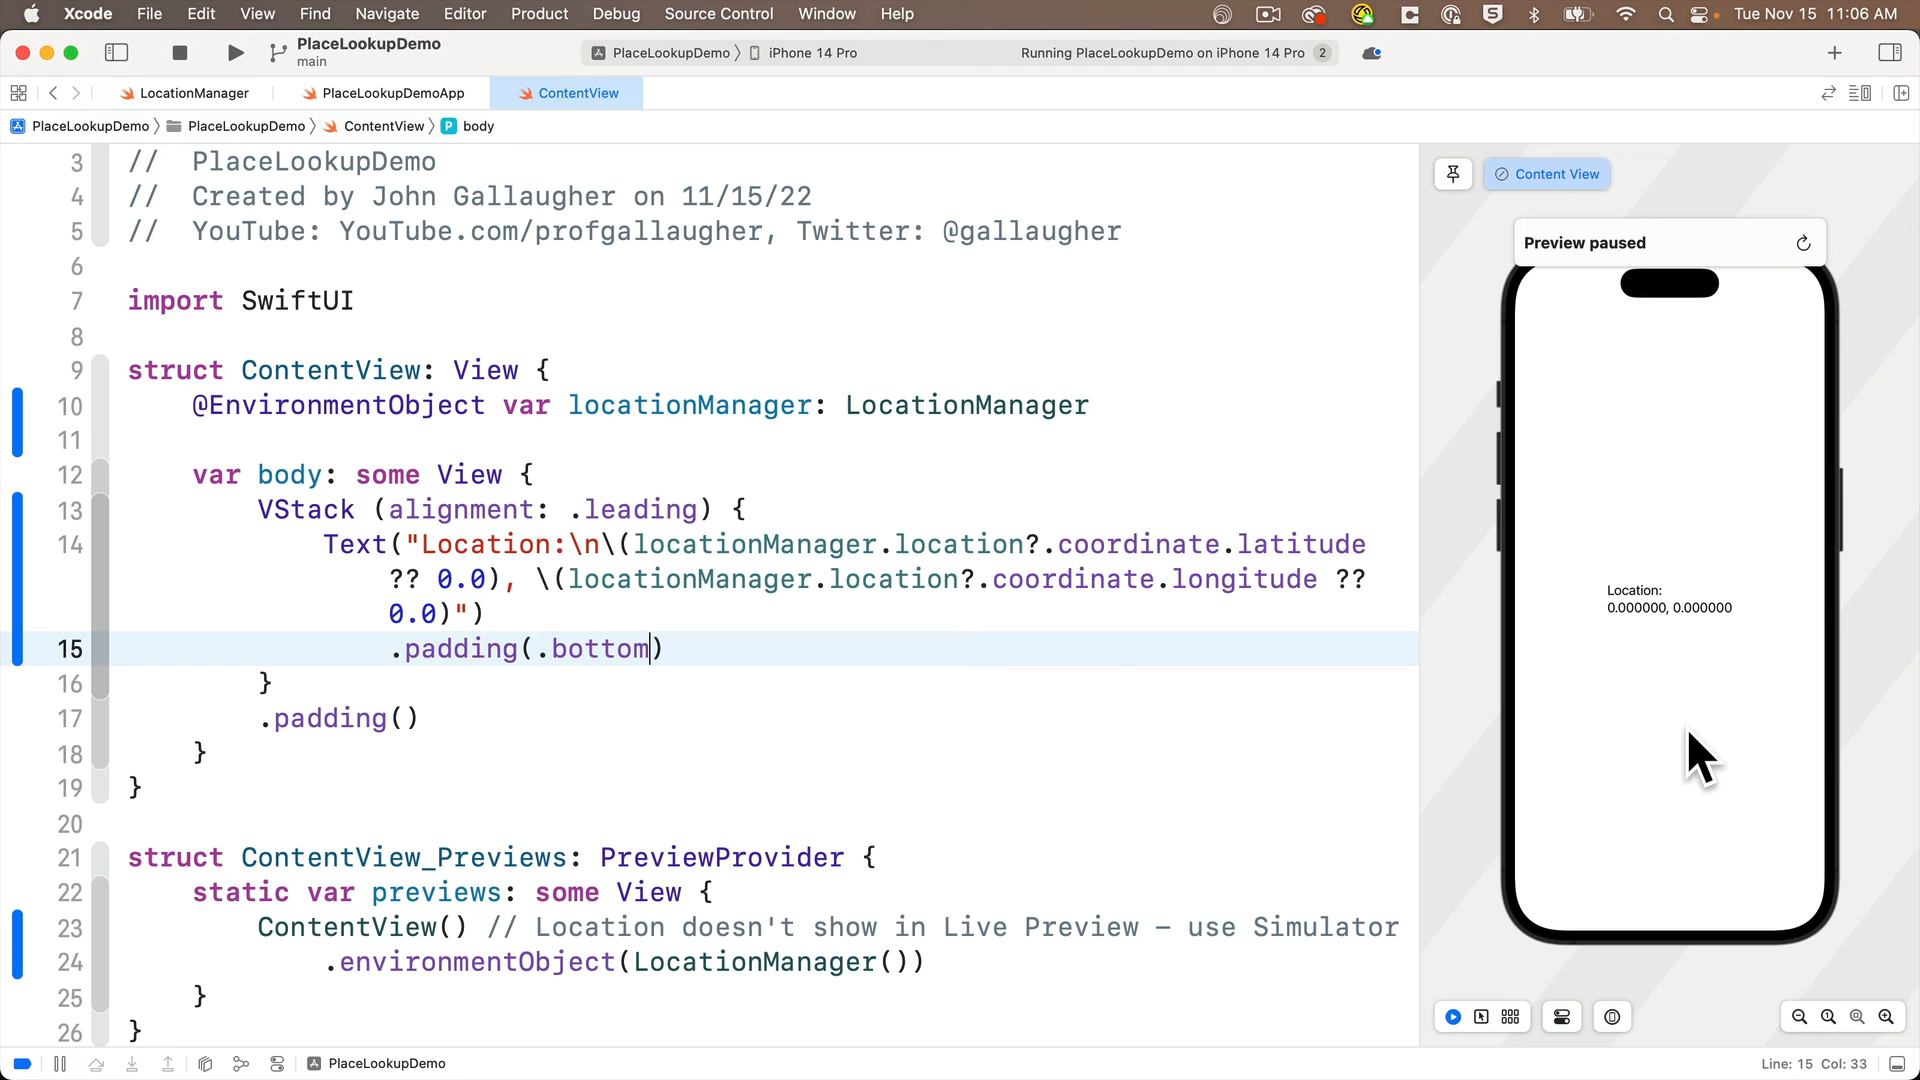 Xcode File Edit View Find Navigate Editor Product Debug Source Control Window Help Tue Nov 15 11:06 AM
PlaceLookupDemo
main
PlaceLookupDemo iPhone 14 Pro Running PlaceLookupDemo on iPhone 14 Pro 2
LocationManager PlaceLookupDemoApp ContentView
PlaceLookupDemo PlaceLookupDemo ContentView P body
3 //  PlaceLookupDemo
4 //  Created by John Gallaugher on 11/15/22
5 //  YouTube: YouTube.com/profgallaugher, Twitter: @gallaugher
6
7 import SwiftUI
8
9 struct ContentView: View {
10 @EnvironmentObject var locationManager: LocationManager
11
12 var body: some View {
13 VStack (alignment: .leading) {
14 Text("Location:\n\(locationManager.location?.coordinate.latitude
?? 0.0), \(locationManager.location?.coordinate.longitude ??
0.0)")
15 .padding(.bottom)
16 }
17 .padding()
18 }
19 }
20
21 struct ContentView_Previews: PreviewProvider {
22 static var previews: some View {
23 ContentView() // Location doesn't show in Live Preview – use Simulator
24 .environmentObject(LocationManager())
25 }
26 }
Content View
Preview paused
Location:
0.000000, 0.000000
PlaceLookupDemo
Line: 15 Col: 33